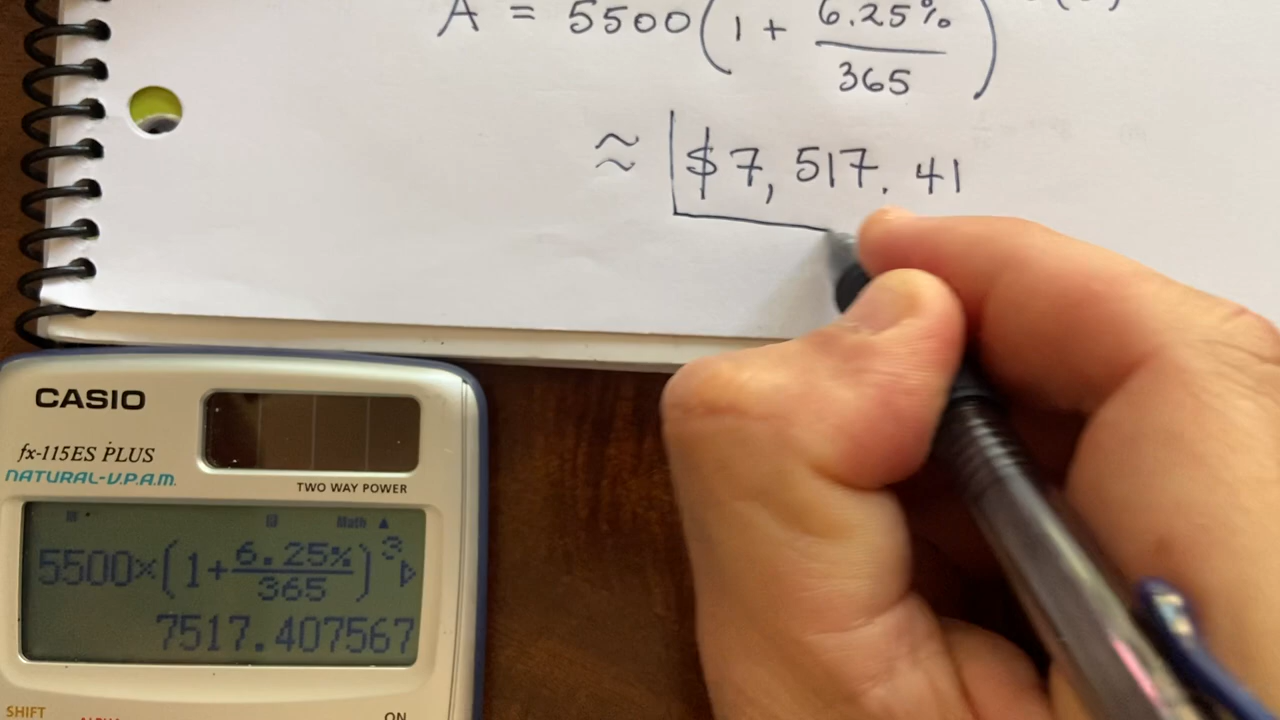 A = 5500(1 + 6.25%/365)
≈ $7,517.41
CASIO
fx-115ES PLUS
NATURAL-V.P.A.M.
TWO WAY POWER
Math ▲
5500×(1+6.25%/365)^3
7517.407567
SHIFT
ON